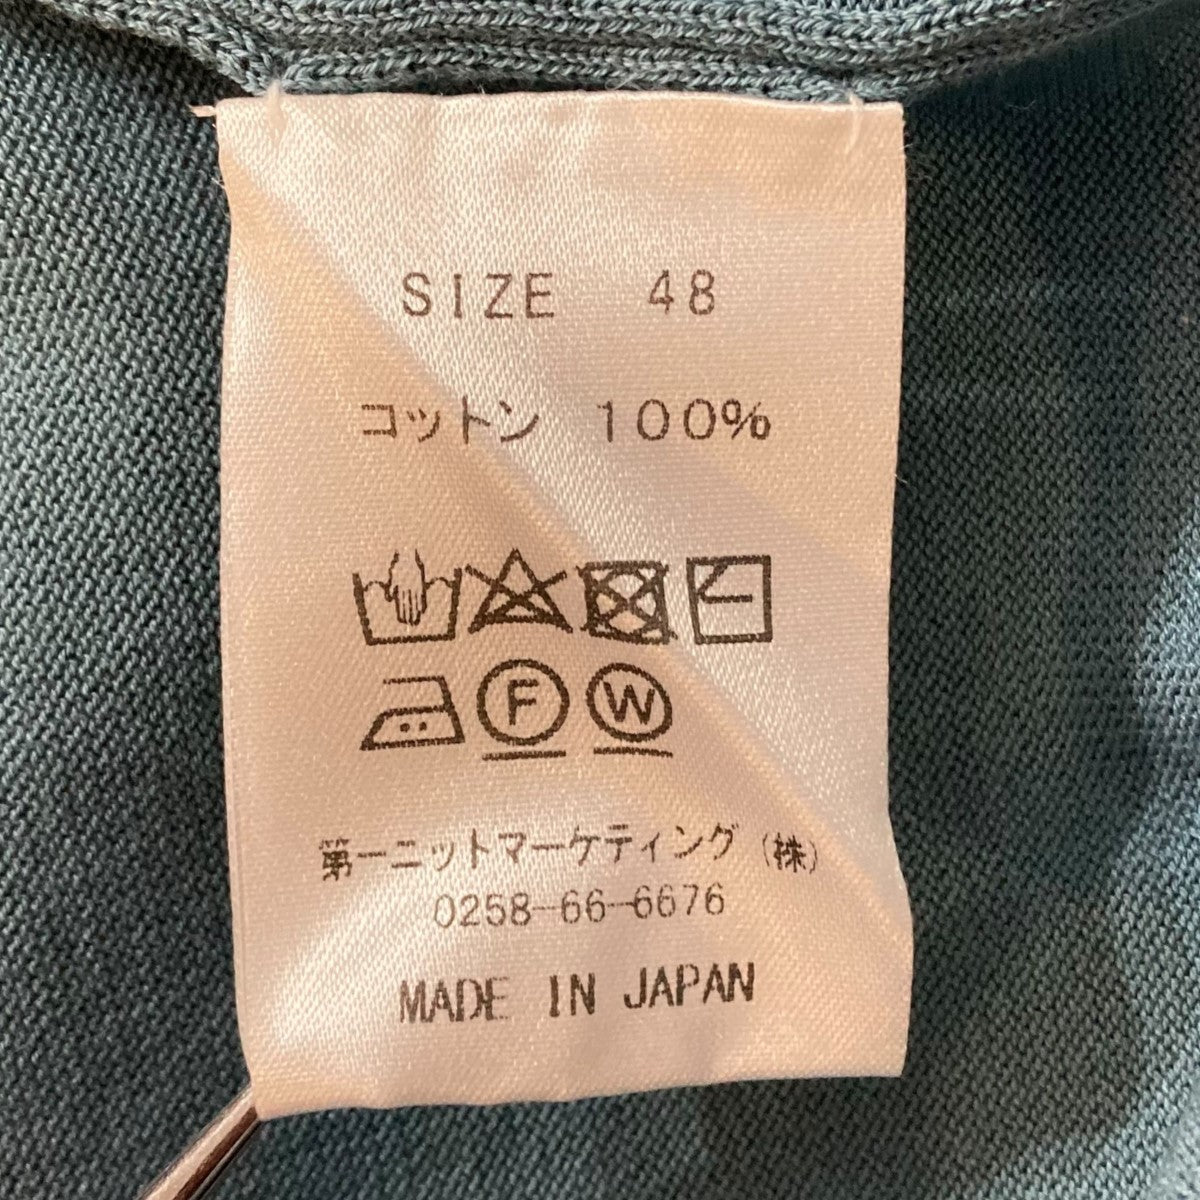 SIZE 48
コットン 100%
F W
第一ニットマーケティング(株)
0258-66-6676
MADE IN JAPAN